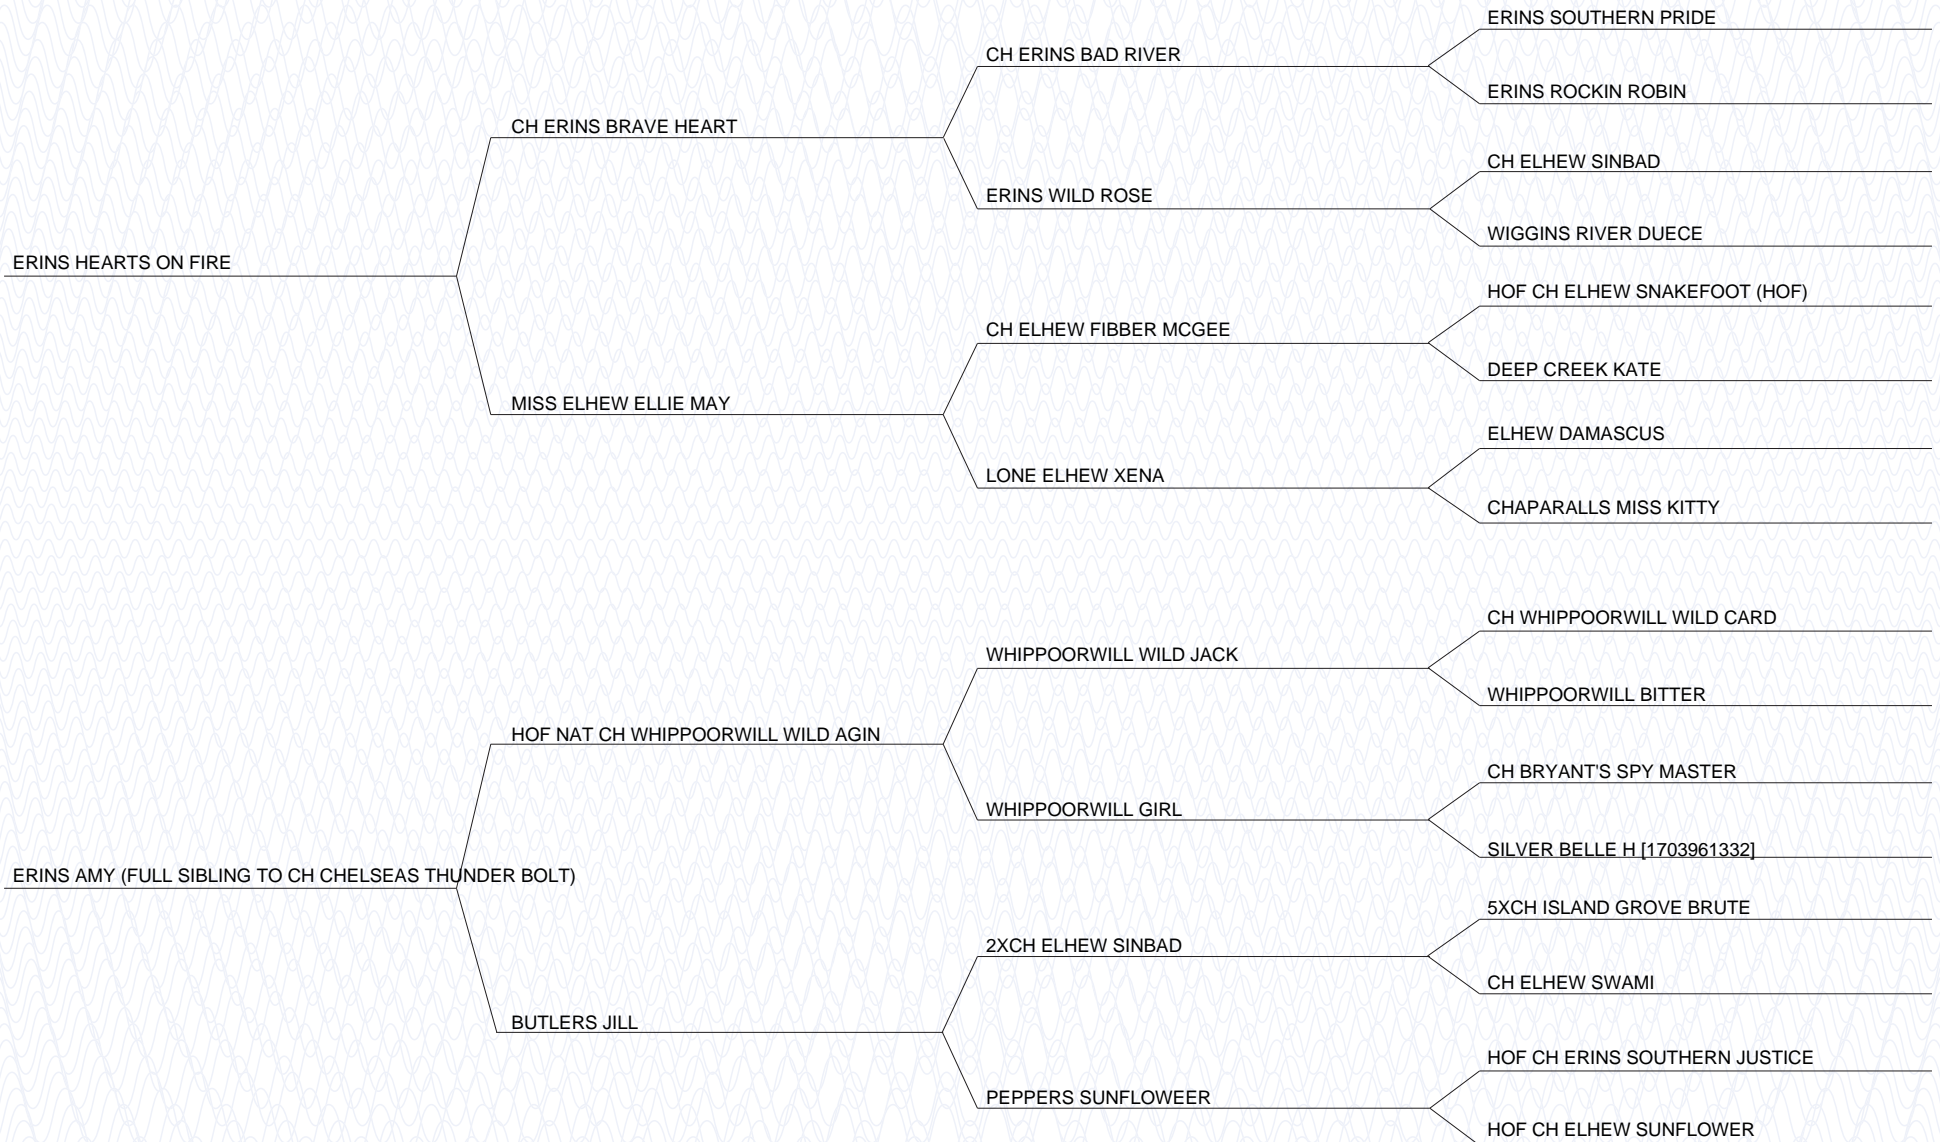 ERINS SOUTHERN PRIDE
CH ERINS BAD RIVER
ERINS ROCKIN ROBIN
CH ERINS BRAVE HEART
CH ELHEW SINBAD
ERINS WILD ROSE
WIGGINS RIVER DUECE
ERINS HEARTS ON FIRE
HOF CH ELHEW SNAKEFOOT (HOF)
CH ELHEW FIBBER MCGEE
DEEP CREEK KATE
MISS ELHEW ELLIE MAY
ELHEW DAMASCUS
LONE ELHEW XENA
CHAPARALLS MISS KITTY
CH WHIPPOORWILL WILD CARD
WHIPPOORWILL WILD JACK
WHIPPOORWILL BITTER
HOF NAT CH WHIPPOORWILL WILD AGIN
CH BRYANT'S SPY MASTER
WHIPPOORWILL GIRL
SILVER BELLE H [1703961332]
ERINS AMY (FULL SIBLING TO CH CHELSEAS THUNDER BOLT)
5XCH ISLAND GROVE BRUTE
2XCH ELHEW SINBAD
CH ELHEW SWAMI
BUTLERS JILL
HOF CH ERINS SOUTHERN JUSTICE
PEPPERS SUNFLOWEER
HOF CH ELHEW SUNFLOWER